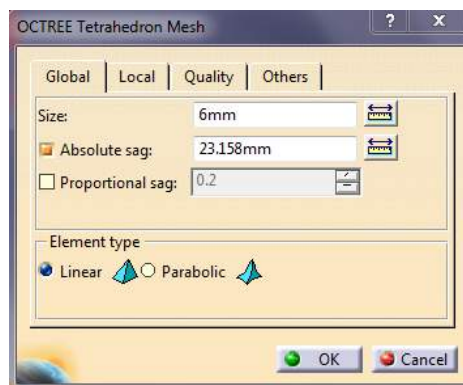 OCTREE Tetrahedron Mesh ? X
Global Local Quality Others
Size: 6mm
Absolute sag: 23.158mm
Proportional sag: 0.2
Element type
Linear Parabolic
OK Cancel